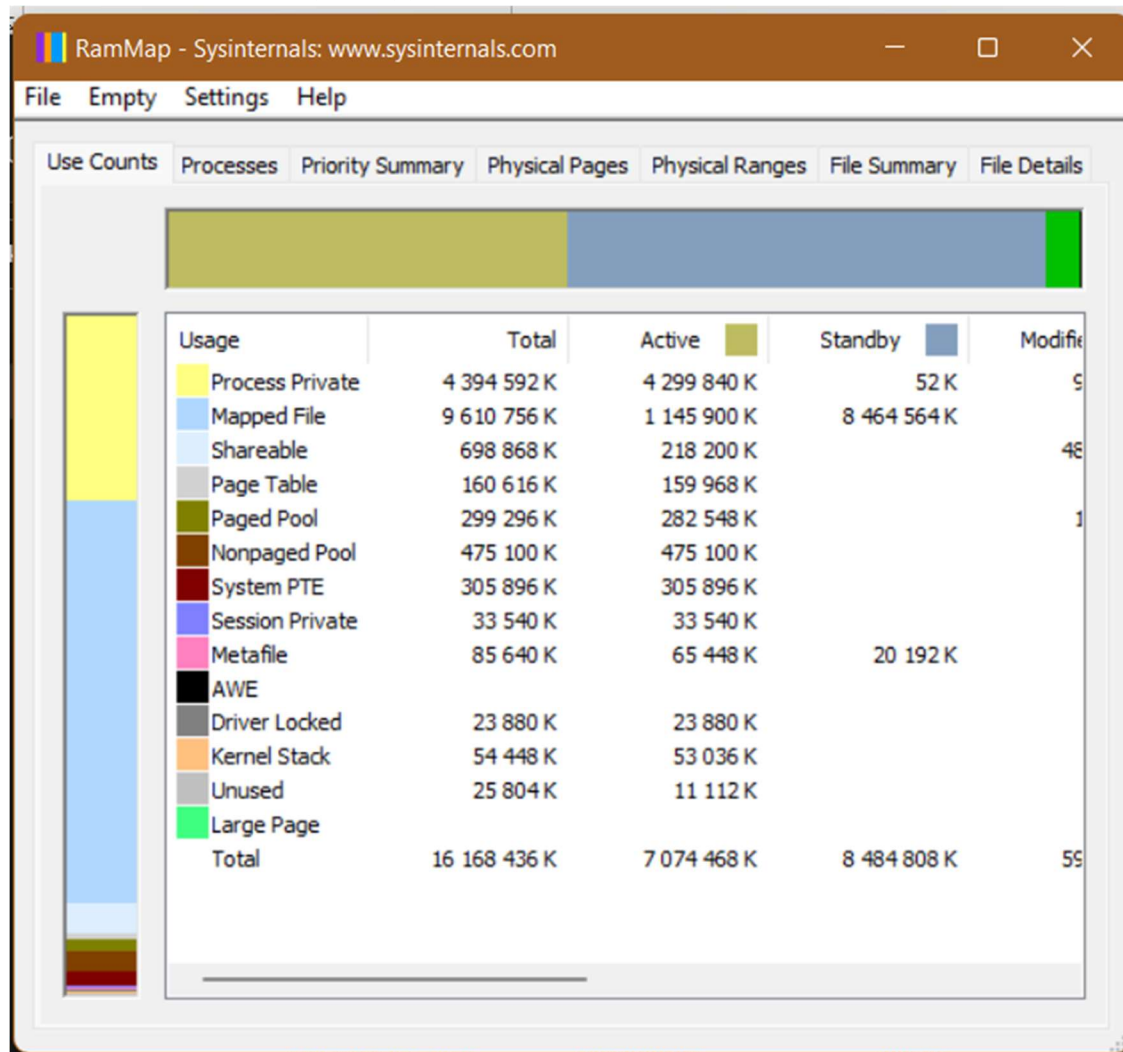 RamMap - Sysinternals: www.sysinternals.com
File Empty Settings Help
Use Counts Processes Priority Summary Physical Pages Physical Ranges File Summary File Details
Usage Total Active Standby Modifie
Process Private 4 394 592 K 4 299 840 K 52 K 9
Mapped File 9 610 756 K 1 145 900 K 8 464 564 K
Shareable 698 868 K 218 200 K 48
Page Table 160 616 K 159 968 K
Paged Pool 299 296 K 282 548 K 1
Nonpaged Pool 475 100 K 475 100 K
System PTE 305 896 K 305 896 K
Session Private 33 540 K 33 540 K
Metafile 85 640 K 65 448 K 20 192 K
AWE
Driver Locked 23 880 K 23 880 K
Kernel Stack 54 448 K 53 036 K
Unused 25 804 K 11 112 K
Large Page
Total 16 168 436 K 7 074 468 K 8 484 808 K 59